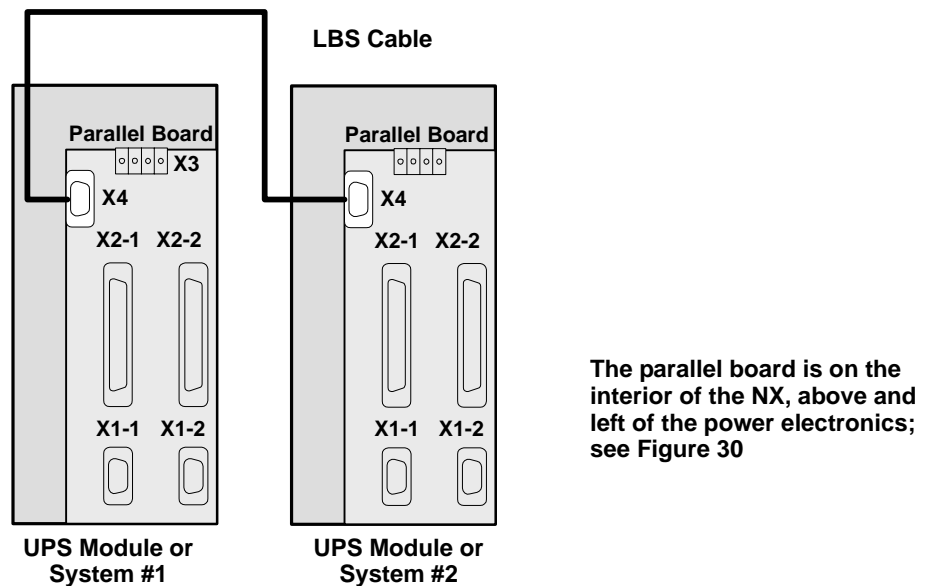 LBS Cable
Parallel Board
X3
X4
X2-1 X2-2
X1-1 X1-2
UPS Module or
System #1
Parallel Board
X4
X2-1 X2-2
X1-1 X1-2
UPS Module or
System #2
The parallel board is on the
interior of the NX, above and
left of the power electronics;
see Figure 30